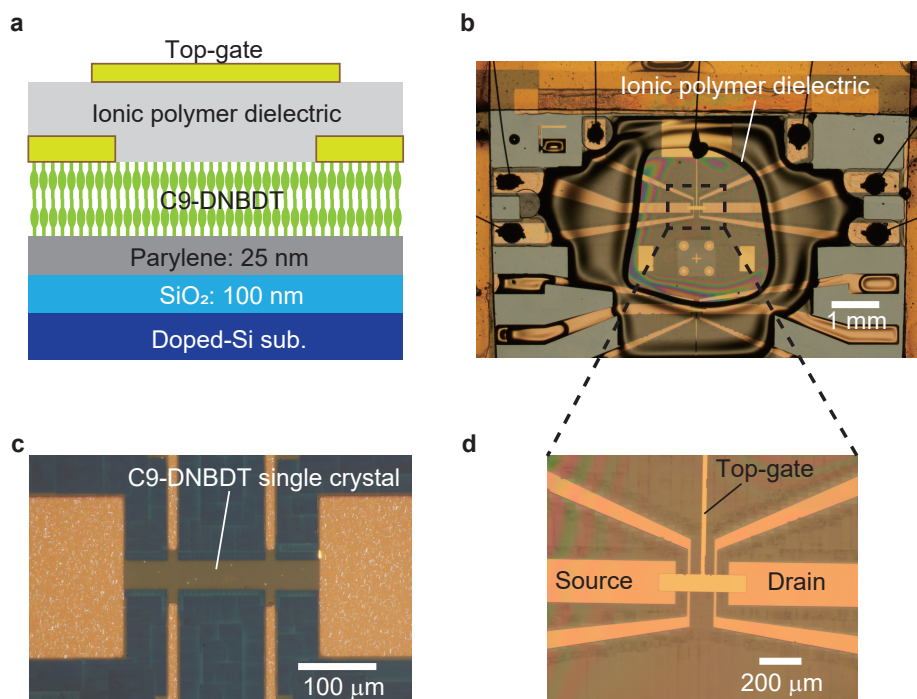 a
Top-gate
Ionic polymer dielectric
C9-DNBDT
Parylene: 25 nm
SiO₂: 100 nm
Doped-Si sub.
b
Ionic polymer dielectric
1 mm
c
C9-DNBDT single crystal
100 μm
d
Top-gate
Source
Drain
200 μm